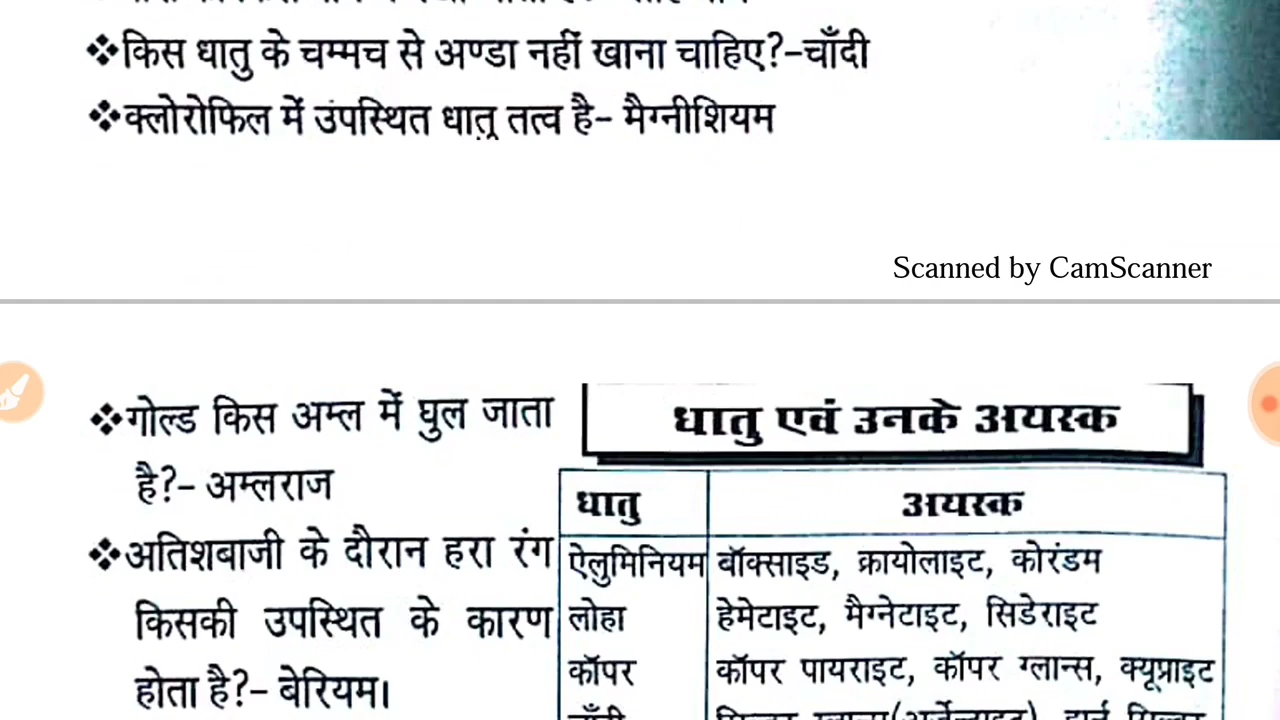 ❖किस धातु के चम्मच से अण्डा नहीं खाना चाहिए?–चाँदी
❖क्लोरोफिल में उपस्थित धातु तत्व है– मैग्नीशियम
Scanned by CamScanner
❖गोल्ड किस अम्ल में घुल जाता
है?– अम्लराज
❖अतिशबाजी के दौरान हरा रंग
किसकी उपस्थित के कारण
होता है?– बेरियम।
धातु एवं उनके अयस्क
धातु अयस्क
ऐलुमिनियम बॉक्साइड, क्रायोलाइट, कोरंडम
लोहा हेमेटाइट, मैग्नेटाइट, सिडेराइट
कॉपर कॉपर पायराइट, कॉपर ग्लान्स, क्यूप्राइट